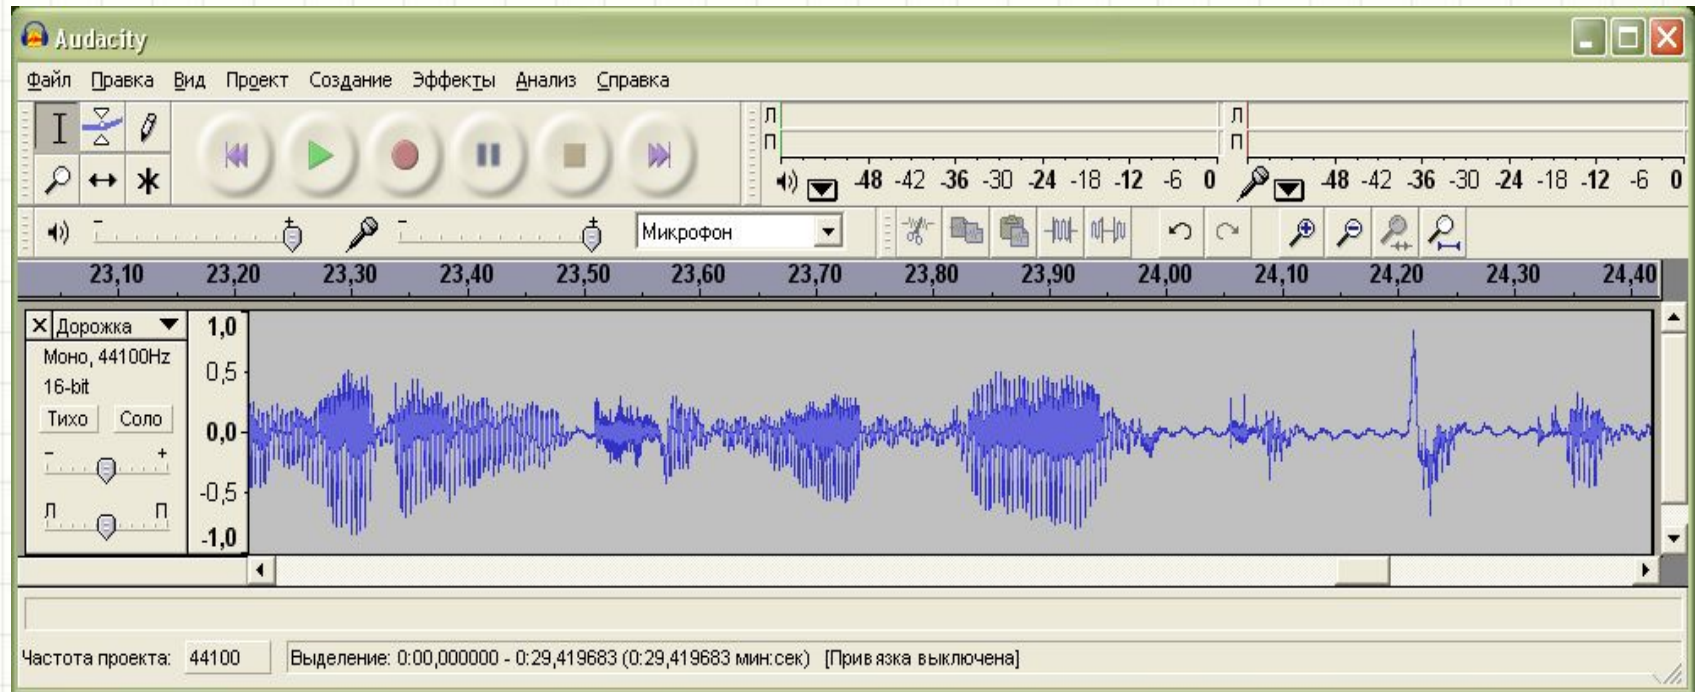 Audacity
Файл Правка Вид Проект Создание Эффекты Анализ Справка
Л Л
П П
-48 -42 -36 -30 -24 -18 -12 -6 0 -48 -42 -36 -30 -24 -18 -12 -6 0
- + - + Микрофон
23,10 23,20 23,30 23,40 23,50 23,60 23,70 23,80 23,90 24,00 24,10 24,20 24,30 24,40
Дорожка 1,0
Моно, 44100Hz
0,5
16-bit
Тихо Соло
0,0
- +
-0,5
Л П
-1,0
Частота проекта: 44100 Выделение: 0:00,000000 - 0:29,419683 (0:29,419683 мин:сек) [Привязка выключена]